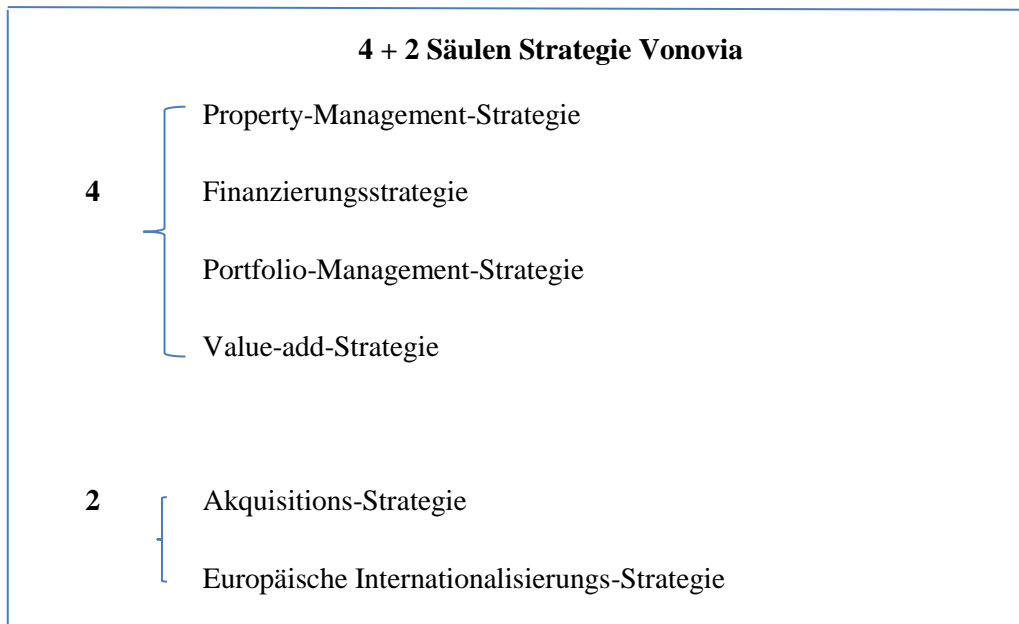 4 + 2 Säulen Strategie Vonovia
Property-Management-Strategie
4 Finanzierungsstrategie
Portfolio-Management-Strategie
Value-add-Strategie
2 Akquisitions-Strategie
Europäische Internationalisierungs-Strategie